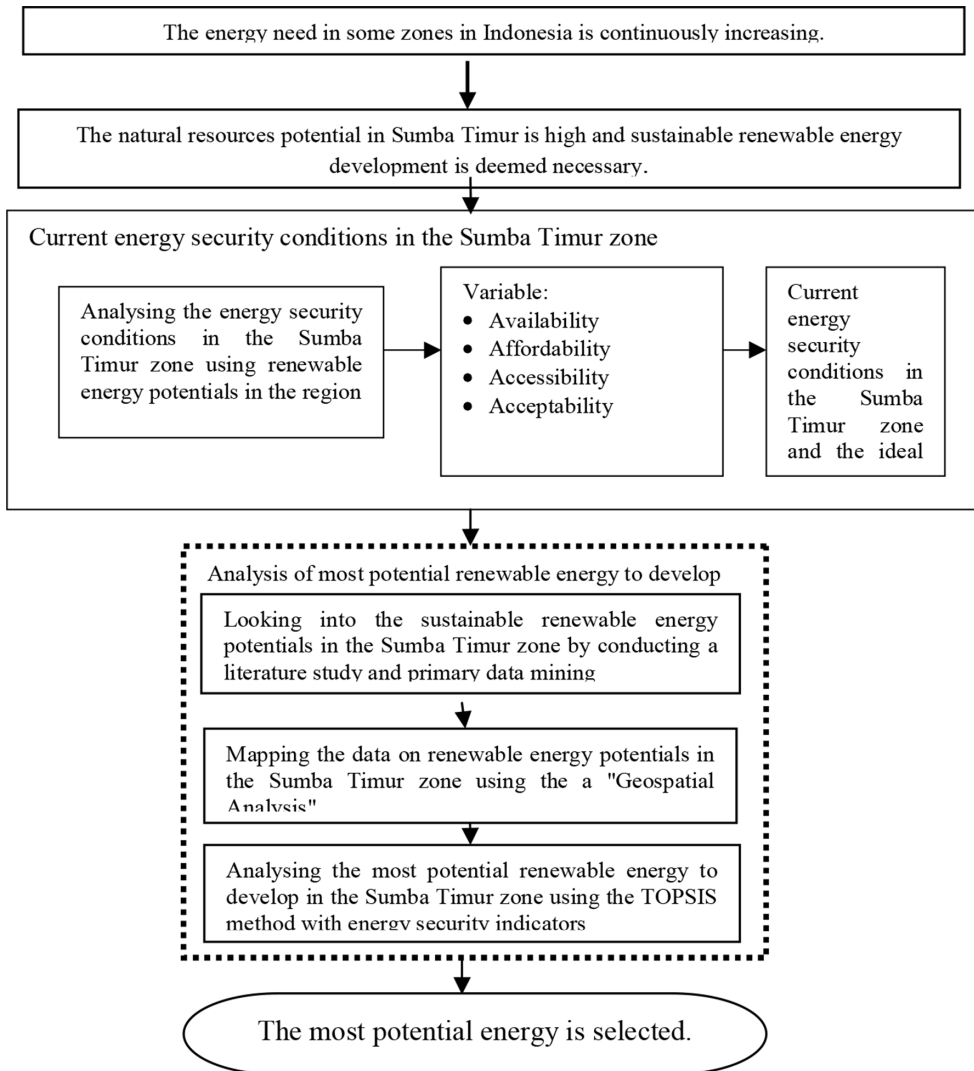 The energy need in some zones in Indonesia is continuously increasing.
The natural resources potential in Sumba Timur is high and sustainable renewable energy
development is deemed necessary.
Current energy security conditions in the Sumba Timur zone
Analysing the energy security
conditions in the Sumba
Timur zone using renewable
energy potentials in the region
Variable:
• Availability
• Affordability
• Accessibility
• Acceptability
Current
energy
security
conditions in
the Sumba
Timur zone
and the ideal
Analysis of most potential renewable energy to develop
Looking into the sustainable renewable energy
potentials in the Sumba Timur zone by conducting a
literature study and primary data mining
Mapping the data on renewable energy potentials in
the Sumba Timur zone using the a "Geospatial
Analysis"
Analysing the most potential renewable energy to
develop in the Sumba Timur zone using the TOPSIS
method with energy security indicators
The most potential energy is selected.